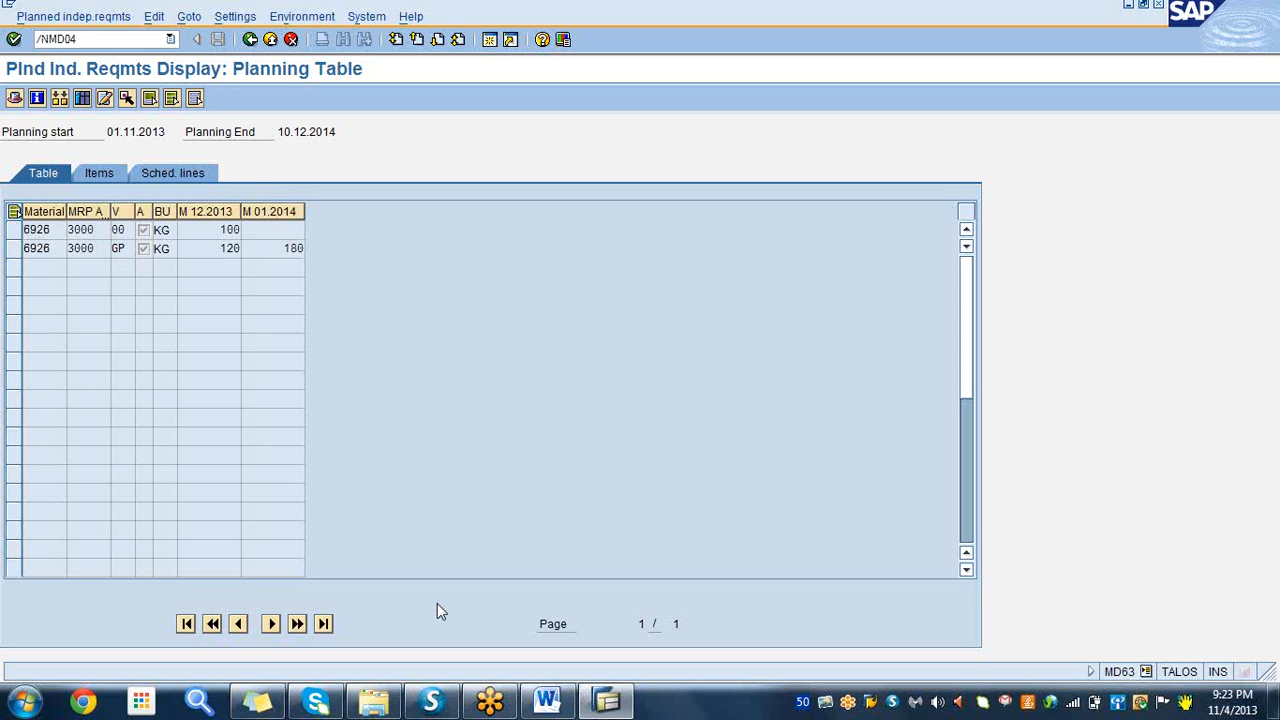 Planned indep.reqmts Edit Goto Settings Environment System Help
SAP
/NMD04
Plnd Ind. Reqmts Display: Planning Table
Planning start 01.11.2013 Planning End 10.12.2014
Table Items Sched. lines
Material MRP A.. V A BU M 12.2013 M 01.2014
6926 3000 00 KG 100
6926 3000 GP KG 120 180
Page 1 / 1
MD63 TALOS INS
50 9:23 PM
11/4/2013